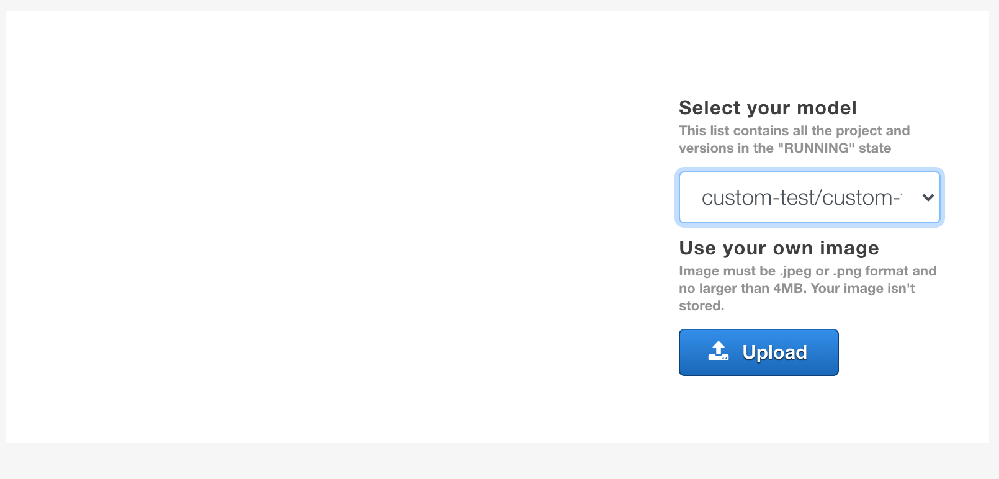 Select your model
This list contains all the project and
versions in the "RUNNING" state
custom-test/custom-
Use your own image
Image must be .jpeg or .png format and
no larger than 4MB. Your image isn't
stored.
Upload